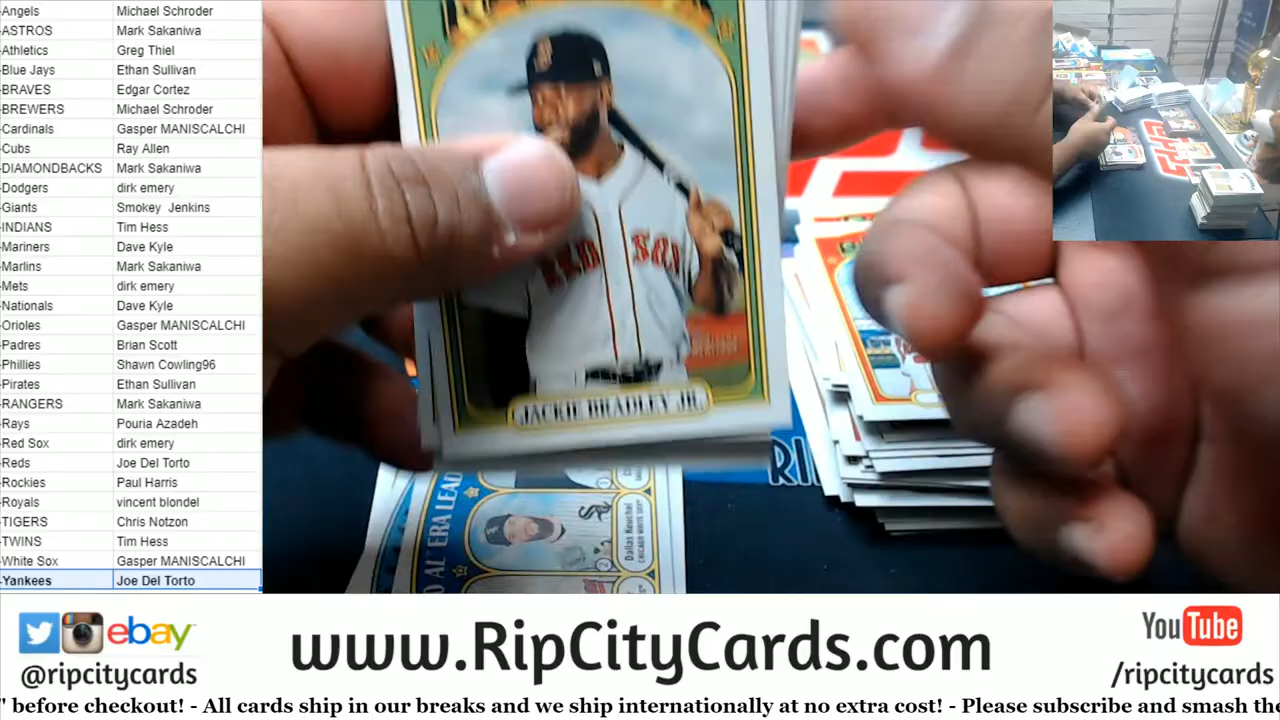 -Angels Michael Schroder
-ASTROS Mark Sakaniwa
-Athletics Greg Thiel
-Blue Jays Ethan Sullivan
-BRAVES Edgar Cortez
-BREWERS Michael Schroder
-Cardinals Gasper MANISCALCHI
-Cubs Ray Allen
-DIAMONDBACKS Mark Sakaniwa
-Dodgers dirk emery
-Giants Smokey Jenkins
-INDIANS Tim Hess
-Mariners Dave Kyle
-Marlins Mark Sakaniwa
-Mets dirk emery
-Nationals Dave Kyle
-Orioles Gasper MANISCALCHI
-Padres Brian Scott
-Phillies Shawn Cowling96
-Pirates Ethan Sullivan
-RANGERS Mark Sakaniwa
-Rays Pouria Azadeh
-Red Sox dirk emery
-Reds Joe Del Torto
-Rockies Paul Harris
-Royals vincent blondel
-TIGERS Chris Notzon
-TWINS Tim Hess
-White Sox Gasper MANISCALCHI
-Yankees Joe Del Torto
RED SOX
JACKIE BRADLEY JR.
AL ERA LEAD
Dallas Keuchel
CHICAGO WHITE SOX
2
RI
ebay
@ripcitycards
www.RipCityCards.com
YouTube
/ripcitycards
" before checkout! - All cards ship in our breaks and we ship internationally at no extra cost! - Please subscribe and smash the